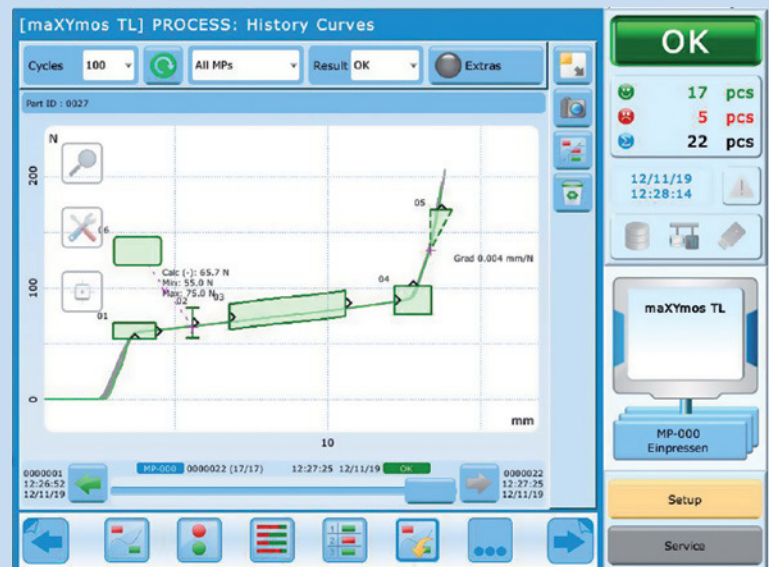 [maXYmos TL] PROCESS: History Curves
Cycles 100 All MPs Result OK Extras
Part ID : 0027
N
200
100
0
06
01
02
03
04
05
Calc (-): 65.7 N
Min: 55.0 N
Max: 75.0 N
Grad 0.004 mm/N
mm
10
0000001
12:26:52
12/11/19
MP-000 0000022 (17/17) 12:27:25 12/11/19 OK
0000022
12:27:25
12/11/19
1
2
3
OK
17 pcs
5 pcs
Σ 22 pcs
12/11/19
12:28:14
maXYmos TL
MP-000
Einpressen
Setup
Service